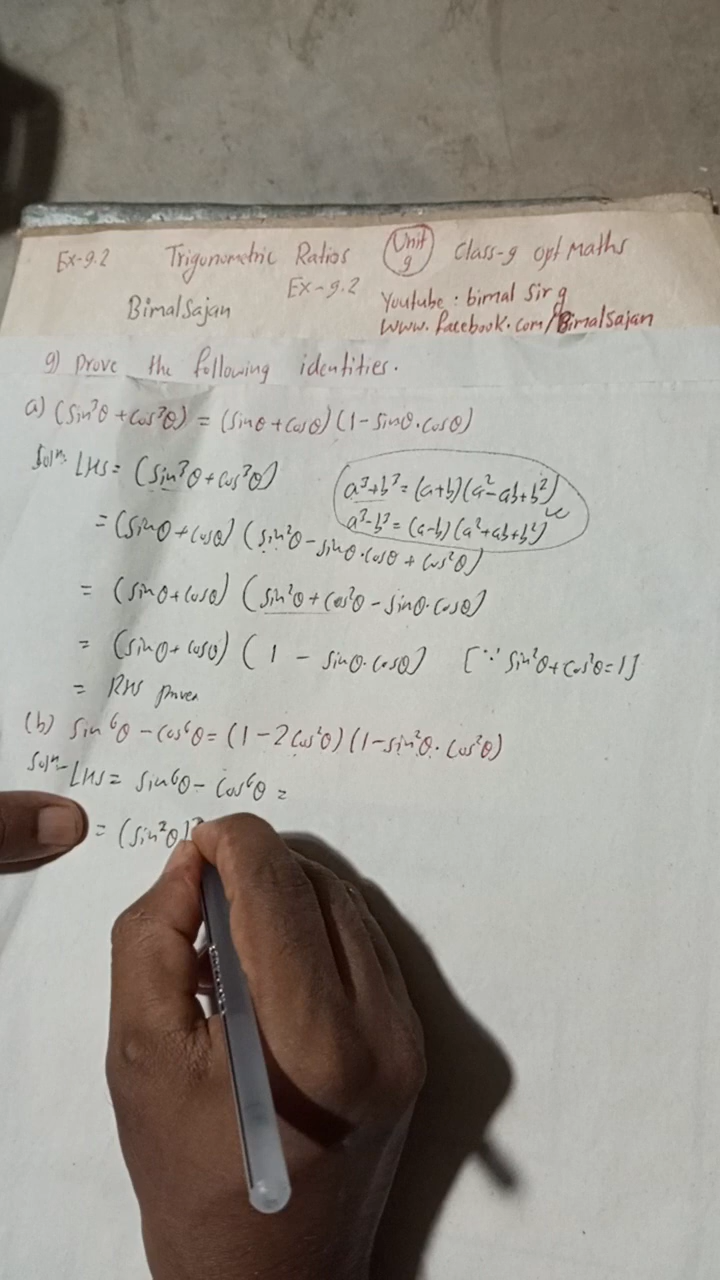 Ex-9.2 Trigonometric Ratios Unit 9 Class-9 opt Maths
Ex-9.2
BimalSajan
Youtube: bimal Sir g
www.facebook.com/Bimalsajan
9) prove the following identities.
a) (sin³θ + cos³θ) = (sinθ + cosθ) (1 - sinθ.cosθ)
Solⁿ- LHS = (sin³θ + cos³θ)
a³+b³ = (a+b)(a²-ab+b²)
a³-b³ = (a-b)(a²+ab+b²)
= (sinθ + cosθ) (sin²θ - sinθ.cosθ + cos²θ)
= (sinθ + cosθ) (sin²θ + cos²θ - sinθ.cosθ)
= (sinθ + cosθ) (1 - sinθ.cosθ) [∵ sin²θ + cos²θ = 1]
= RHS proven
(b) sin⁶θ - cos⁶θ = (1 - 2cos²θ) (1 - sin²θ.cos²θ)
Solⁿ- LHS = sin⁶θ - cos⁶θ =
= (sin²θ)³